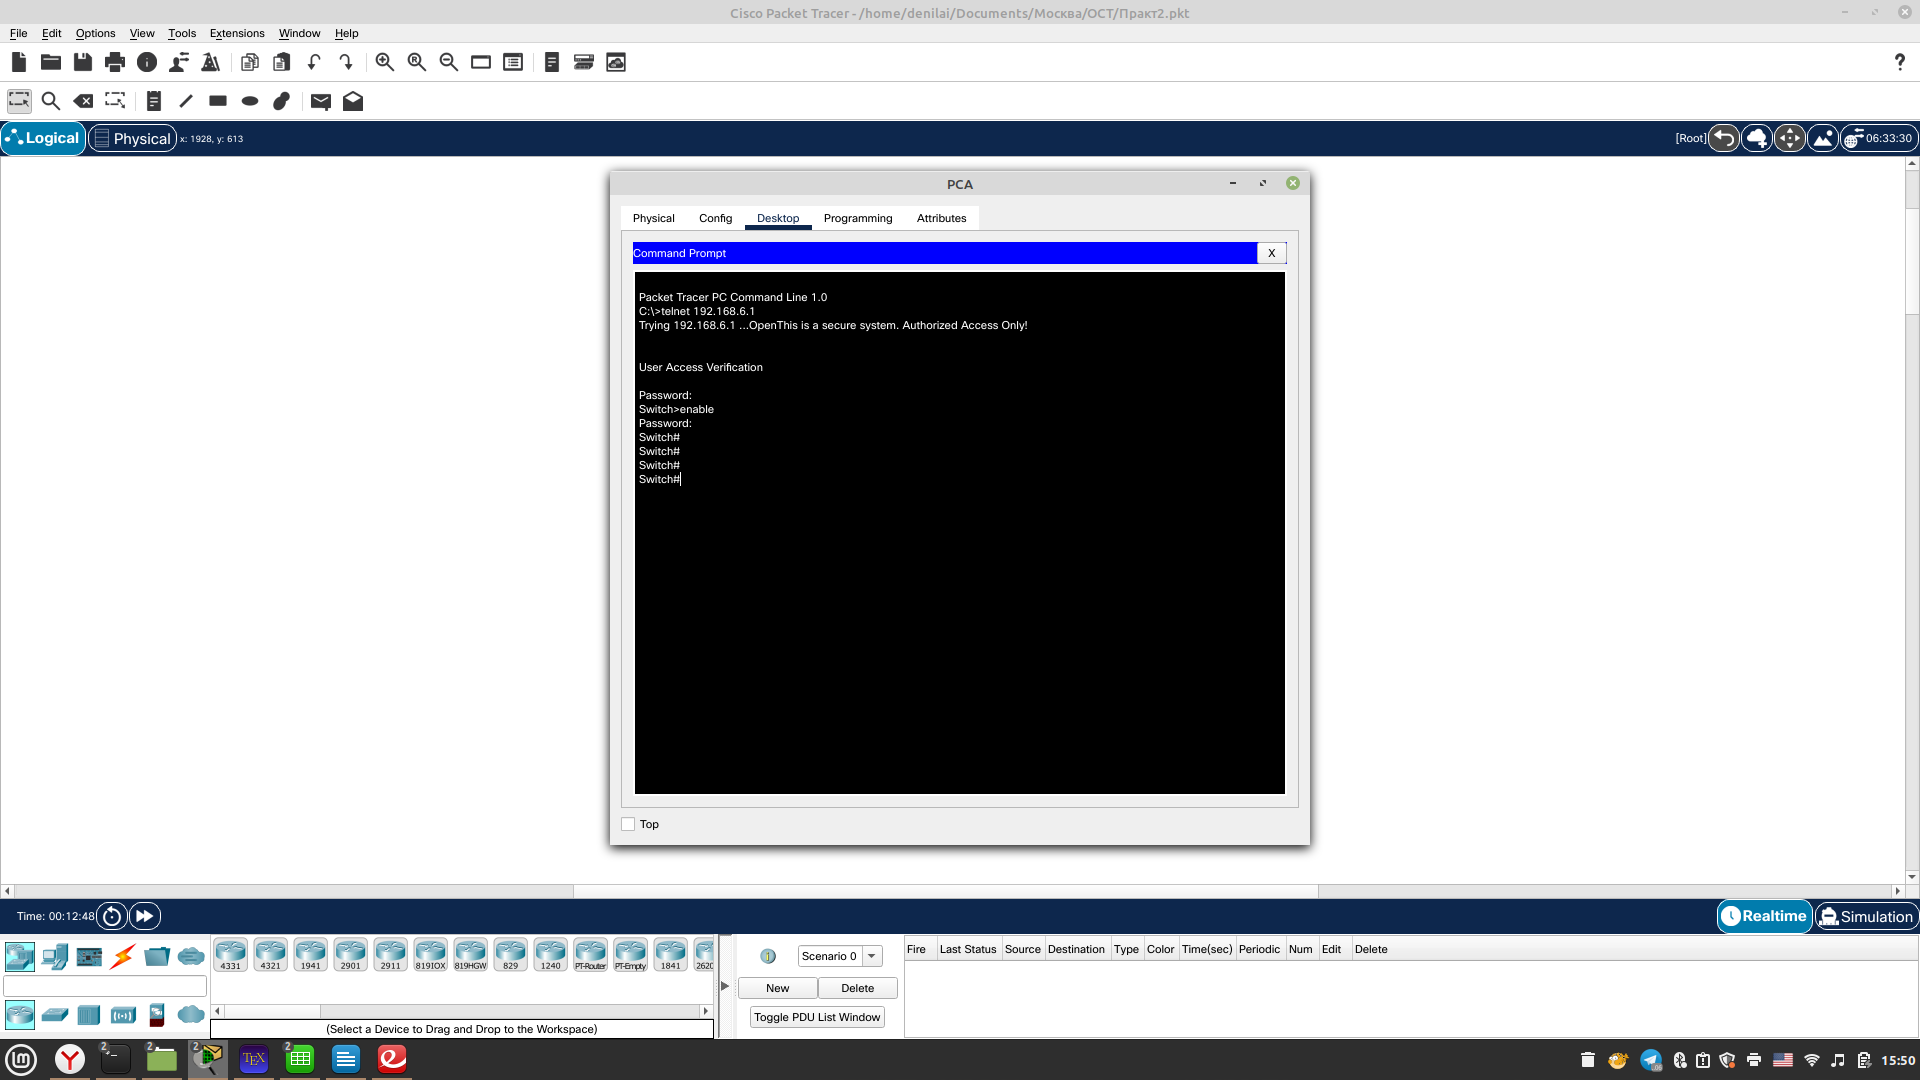 Cisco Packet Tracer - /home/denilai/Documents/Москва/ОСТ/Практ2.pkt
File Edit Options View Tools Extensions Window Help
Logical Physical x: 1928, y: 613 [Root] 06:33:30
PCA
Physical Config Desktop Programming Attributes
Command Prompt X
Packet Tracer PC Command Line 1.0
C:\>telnet 192.168.6.1
Trying 192.168.6.1 ...OpenThis is a secure system. Authorized Access Only!
User Access Verification
Password:
Switch>enable
Password:
Switch#
Switch#
Switch#
Switch#
Top
Time: 00:12:48 Realtime Simulation
4331 4321 1941 2901 2911 819IOX 819HGW 829 1240 PT-Router PT-Empty 1841 2620
(Select a Device to Drag and Drop to the Workspace)
Scenario 0
New Delete
Toggle PDU List Window
Fire Last Status Source Destination Type Color Time(sec) Periodic Num Edit Delete
2 2 2 TEX 2 15:50